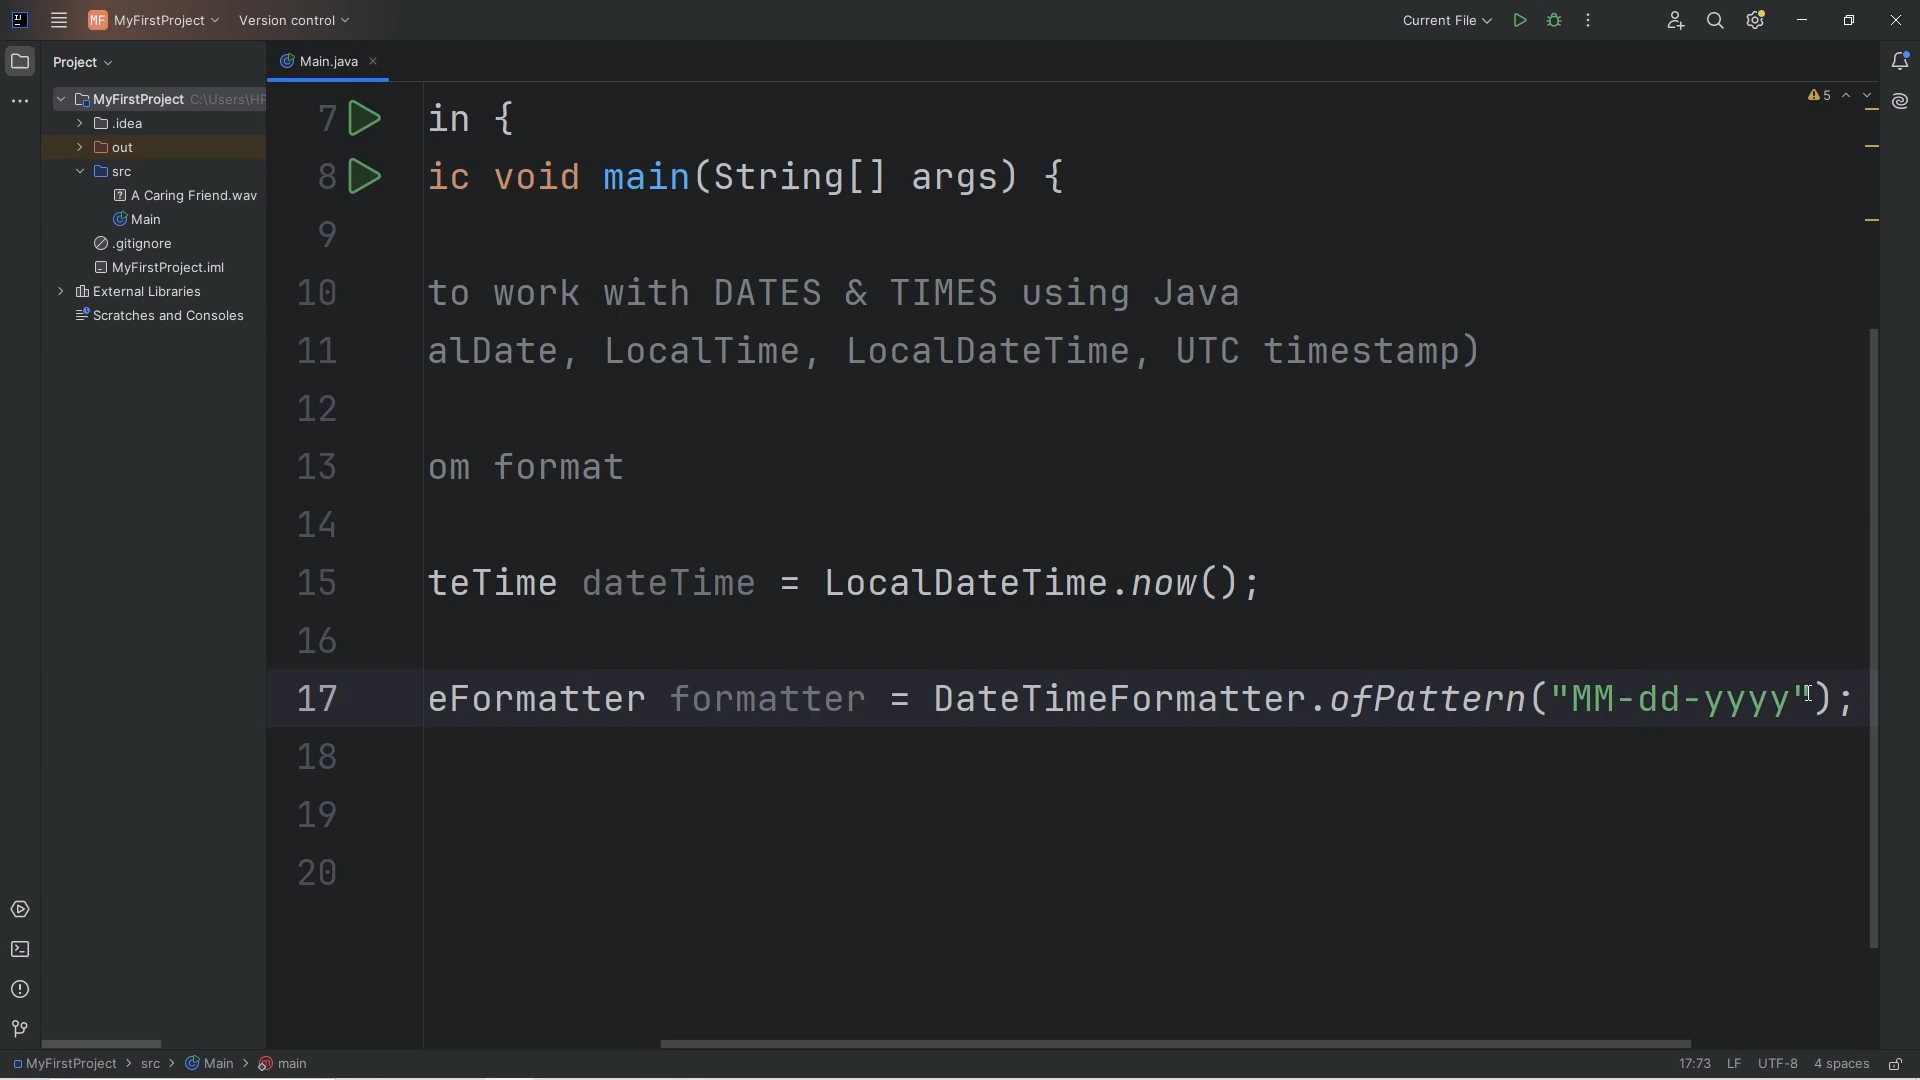 MF MyFirstProject Version control Current File
Project
Main.java
MyFirstProject C:\Users\HP
.idea
out
src
A Caring Friend.wav
Main
.gitignore
MyFirstProject.iml
External Libraries
Scratches and Consoles
5
7 in {
8 ic void main(String[] args) {
9
10 to work with DATES & TIMES using Java
11 alDate, LocalTime, LocalDateTime, UTC timestamp)
12
13 om format
14
15 teTime dateTime = LocalDateTime.now();
16
17 eFormatter formatter = DateTimeFormatter.ofPattern("MM-dd-yyyy");
18
19
20
MyFirstProject > src > Main > main 17:73 LF UTF-8 4 spaces